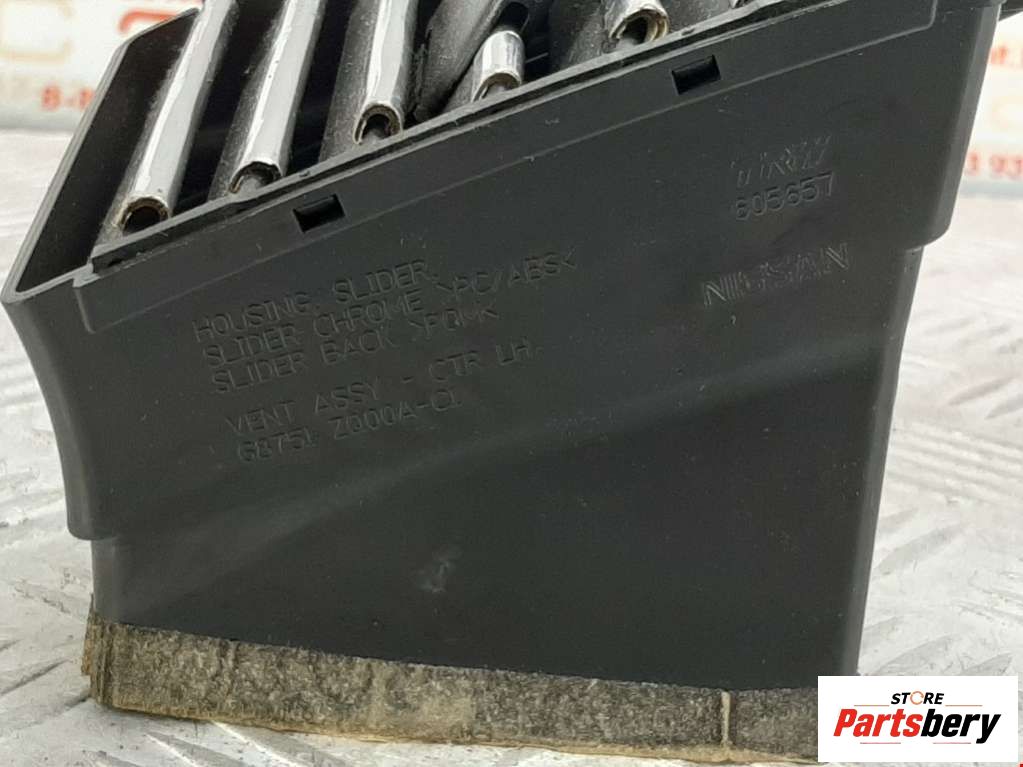 TRW
605657
NISSAN
HOUSING, SLIDER,
SLIDER CHROME >PC/ABS<
SLIDER BACK >POM<
VENT ASSY - CTR LH
68751 Z000A-C1
STORE
Partsbery